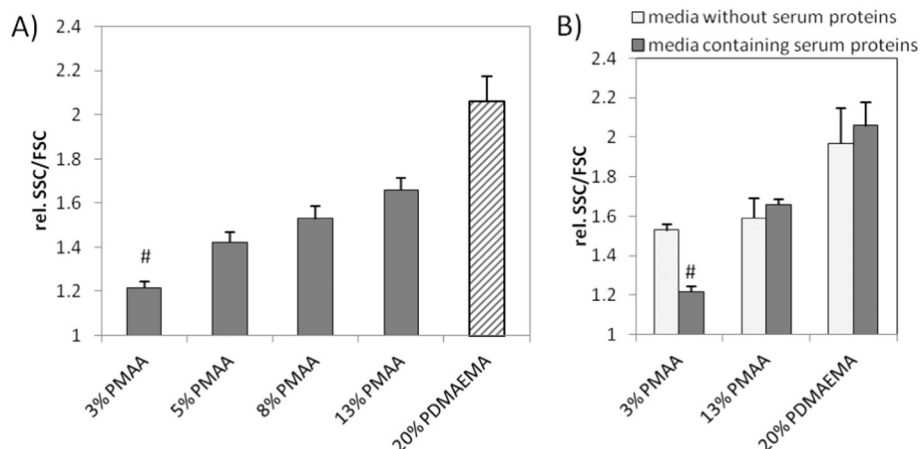 A)
rel. SSC/FSC
2.4
2.2
2
1.8
1.6
1.4
1.2
1
#
3% PMAA
5% PMAA
8% PMAA
13% PMAA
20% PDMAEMA
B)
media without serum proteins
media containing serum proteins
rel. SSC/FSC
2.4
2.2
2
1.8
1.6
1.4
1.2
1
#
3% PMAA
13% PMAA
20% PDMAEMA